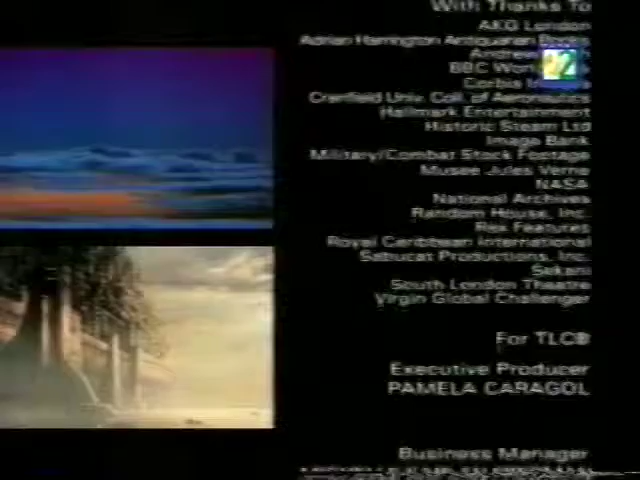 With Thanks To
AKG London
Adrian Harrington Antiquarian Books
Andrew
BBC
Corbis
Cranfield Univ. Coll. of Aeronautics
Hallmark Entertainment
Historic Steam Ltd
Image Bank
Military/Combat Stock Footage
Musee Jules Verne
NASA
National Archives
Random House, Inc.
Rex Features
Royal Caribbean International
Sabucat Productions, Inc.
Sekani
South London Theatre
Virgin Global Challenger
For TLC®
Executive Producer
PAMELA CARAGOL
Business Manager